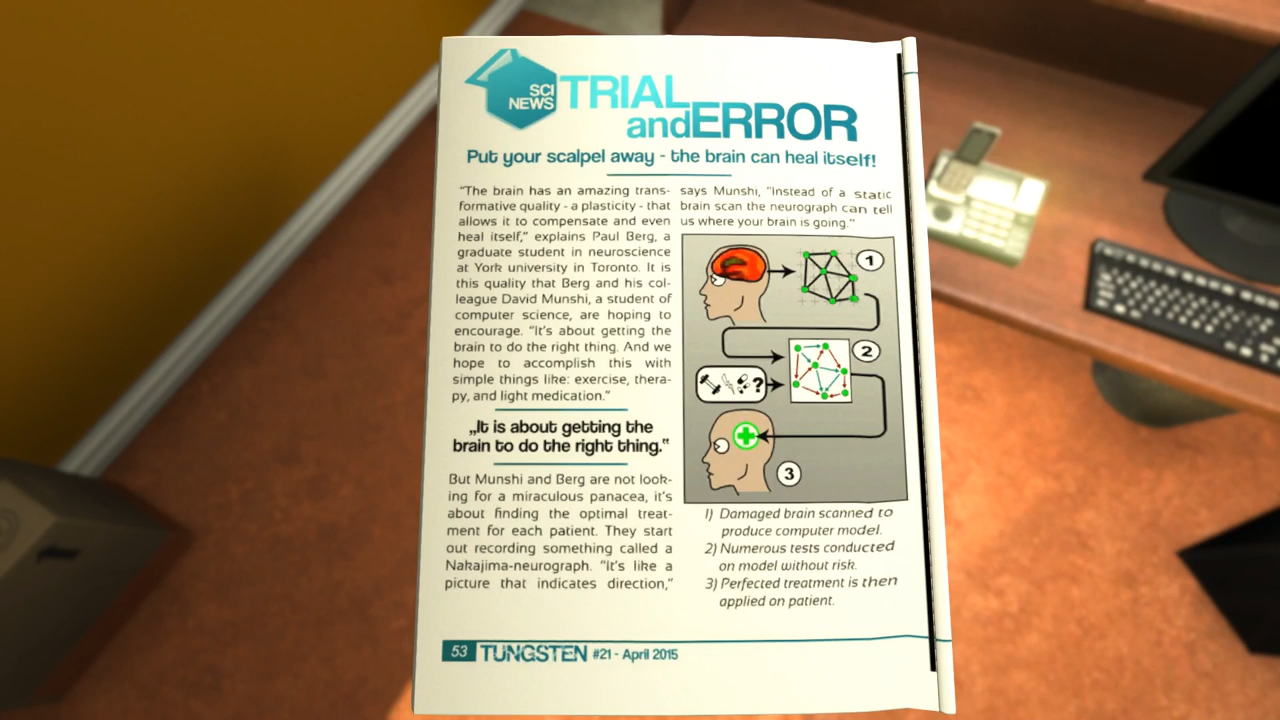 SCI
NEWS
TRIAL
andERROR
Put your scalpel away - the brain can heal itself!
"The brain has an amazing trans-
formative quality - a plasticity - that
allows it to compensate and even
heal itself," explains Paul Berg, a
graduate student in neuroscience
at York university in Toronto. It is
this quality that Berg and his col-
league David Munshi, a student of
computer science, are hoping to
encourage. "It's about getting the
brain to do the right thing. And we
hope to accomplish this with
simple things like: exercise, thera-
py, and light medication."
„It is about getting the
brain to do the right thing."
But Munshi and Berg are not look-
ing for a miraculous panacea, it's
about finding the optimal treat-
ment for each patient. They start
out recording something called a
Nakajima-neurograph. "It's like a
picture that indicates direction,"
says Munshi, "Instead of a static
brain scan the neurograph can tell
us where your brain is going."
1
2
?
3
1) Damaged brain scanned to
produce computer model.
2) Numerous tests conducted
on model without risk.
3) Perfected treatment is then
applied on patient.
53 TUNGSTEN #21 - April 2015